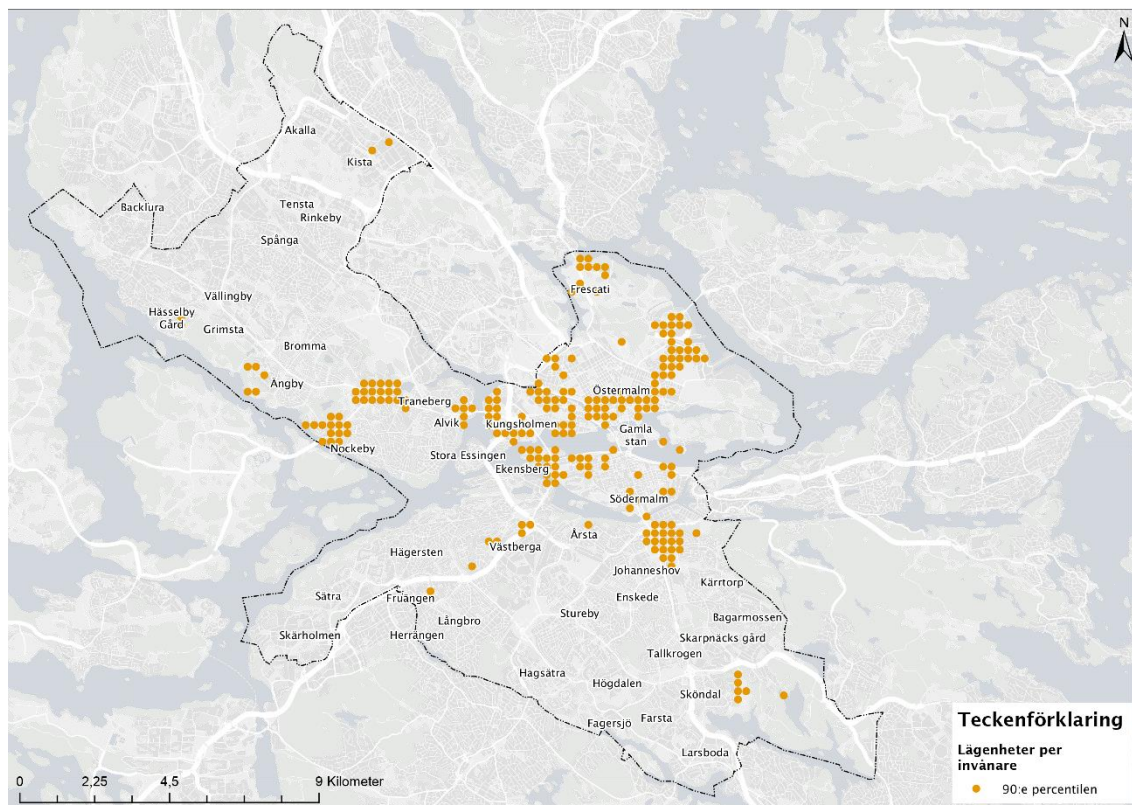 N
Akalla
Kista
Backlura
Tensta
Rinkeby
Spånga
Frescati
Vällingby
Hässelby
Gård
Grimsta
Bromma
Ängby
Östermalm
Traneberg
Alvik
Kungsholmen
Gamla
stan
Nockeby
Stora Essingen
Ekensberg
Södermalm
Årsta
Västberga
Hägersten
Johanneshov
Kärrtorp
Sätra
Fruängen
Enskede
Långbro
Stureby
Bagarmossen
Skärholmen
Herrängen
Skarpnäcks gård
Tallkrogen
Hagsätra
Högdalen
Sköndal
Fagersjö
Farsta
Larsboda
Teckenförklaring
Lägenheter per
invånare
90:e percentilen
0 2,25 4,5 9 Kilometer